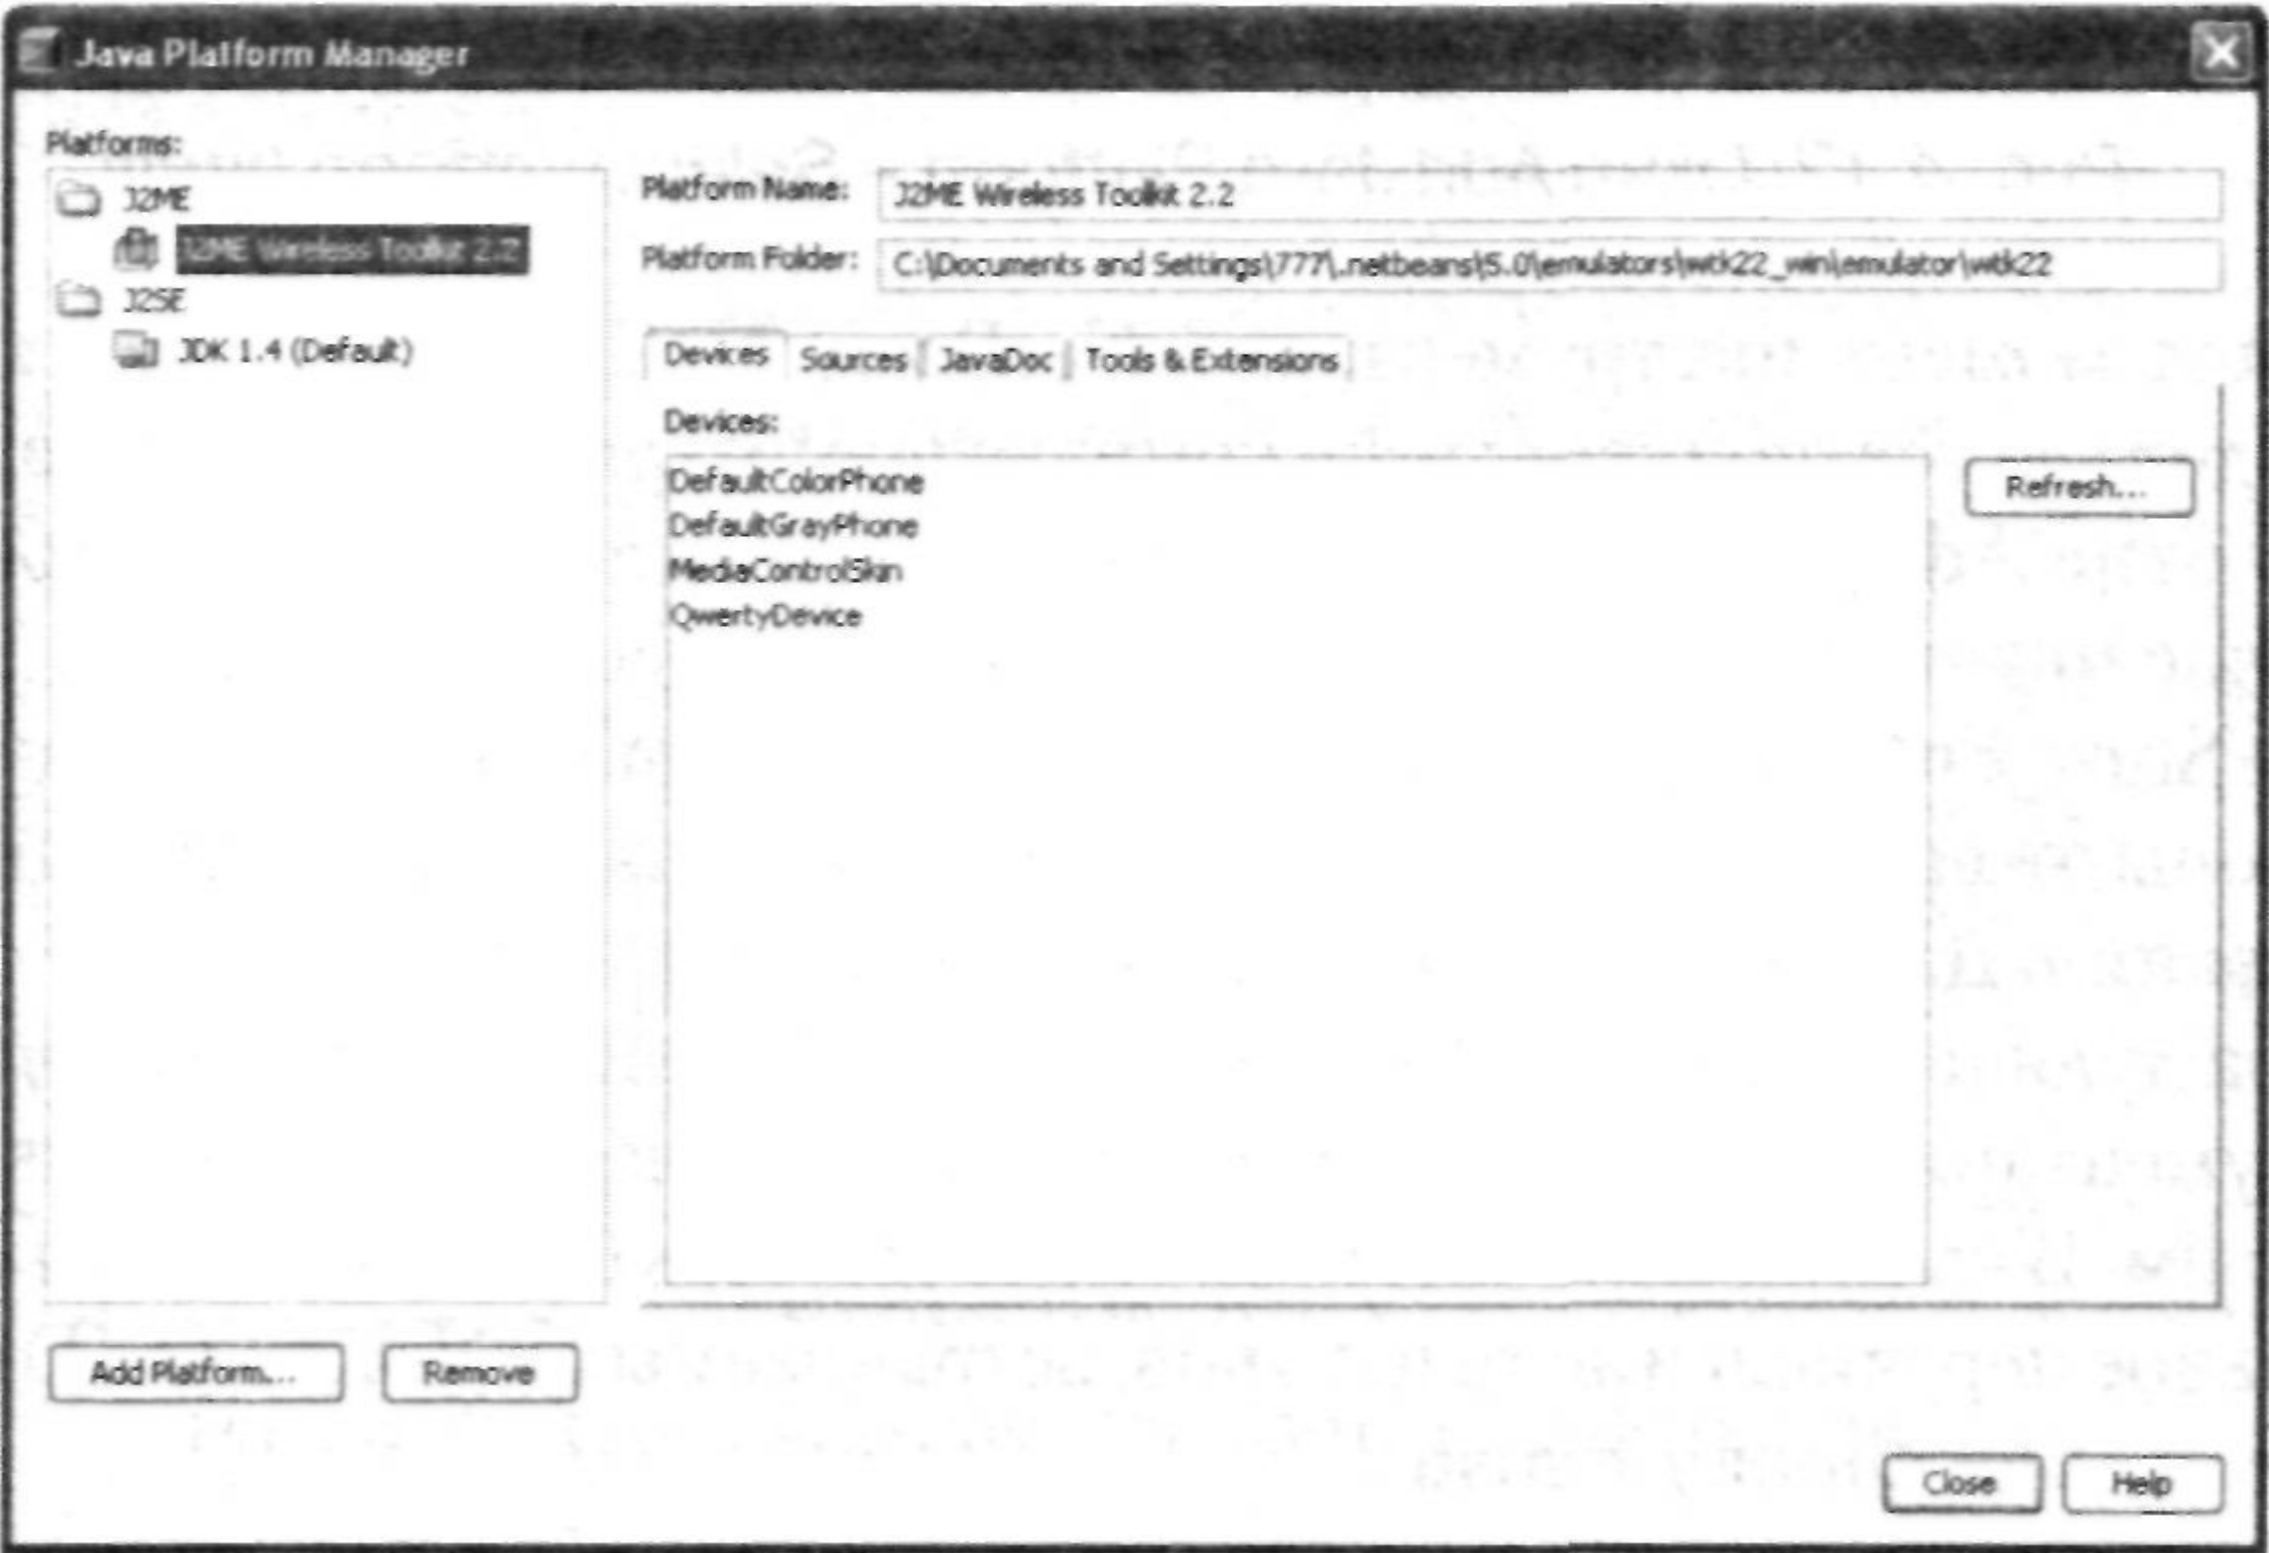 Java Platform Manager
Platforms:
J2ME
J2ME Wireless Toolkit 2.2
J2SE
JDK 1.4 (Default)
Platform Name: J2ME Wireless Toolkit 2.2
Platform Folder: C:\Documents and Settings\777\.netbeans\5.0\emulators\wtk22_win\emulator\wtk22
Devices Sources JavaDoc Tools & Extensions
Devices:
DefaultColorPhone
DefaultGrayPhone
MediaControlSkin
QwertyDevice
Refresh...
Add Platform... Remove
Close Help